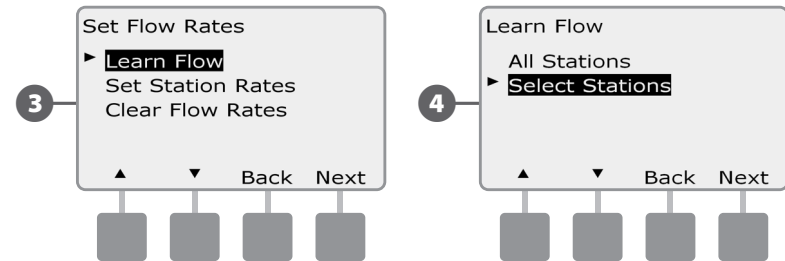 3
Set Flow Rates
► Learn Flow
Set Station Rates
Clear Flow Rates
▲ ▼ Back Next
4
Learn Flow
All Stations
► Select Stations
▲ ▼ Back Next